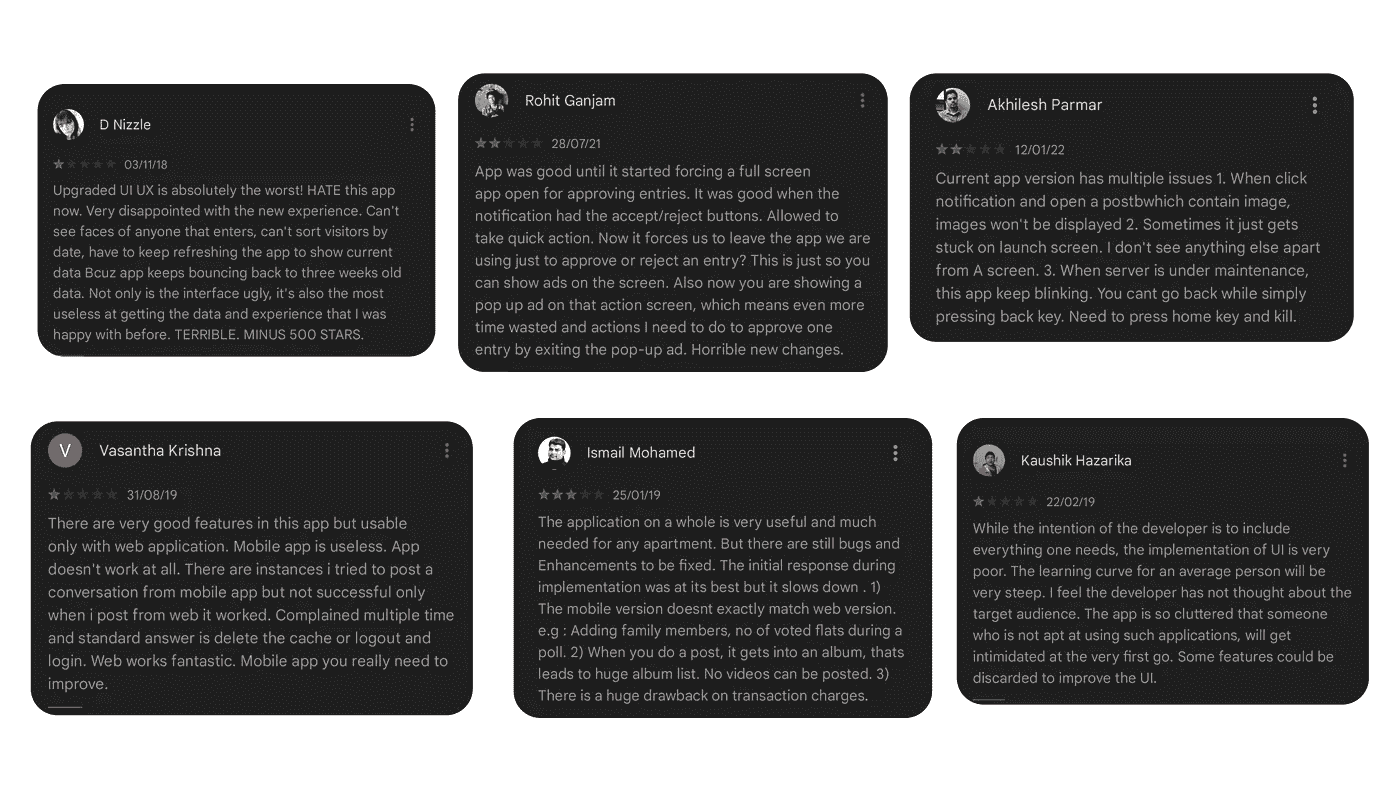 D Nizzle
03/11/18
Upgraded UI UX is absolutely the worst! HATE this app
now. Very disappointed with the new experience. Can't
see faces of anyone that enters, can't sort visitors by
date, have to keep refreshing the app to show current
data Bcuz app keeps bouncing back to three weeks old
data. Not only is the interface ugly, it's also the most
useless at getting the data and experience that I was
happy with before. TERRIBLE. MINUS 500 STARS.
Rohit Ganjam
28/07/21
App was good until it started forcing a full screen
app open for approving entries. It was good when the
notification had the accept/reject buttons. Allowed to
take quick action. Now it forces us to leave the app we are
using just to approve or reject an entry? This is just so you
can show ads on the screen. Also now you are showing a
pop up ad on that action screen, which means even more
time wasted and actions I need to do to approve one
entry by exiting the pop-up ad. Horrible new changes.
Akhilesh Parmar
12/01/22
Current app version has multiple issues 1. When click
notification and open a postbwhich contain image,
images won't be displayed 2. Sometimes it just gets
stuck on launch screen. I don't see anything else apart
from A screen. 3. When server is under maintenance,
this app keep blinking. You cant go back while simply
pressing back key. Need to press home key and kill.
V
Vasantha Krishna
31/08/19
There are very good features in this app but usable
only with web application. Mobile app is useless. App
doesn't work at all. There are instances i tried to post a
conversation from mobile app but not successful only
when i post from web it worked. Complained multiple time
and standard answer is delete the cache or logout and
login. Web works fantastic. Mobile app you really need to
improve.
Ismail Mohamed
25/01/19
The application on a whole is very useful and much
needed for any apartment. But there are still bugs and
Enhancements to be fixed. The initial response during
implementation was at its best but it slows down . 1)
The mobile version doesnt exactly match web version.
e.g : Adding family members, no of voted flats during a
poll. 2) When you do a post, it gets into an album, thats
leads to huge album list. No videos can be posted. 3)
There is a huge drawback on transaction charges.
Kaushik Hazarika
22/02/19
While the intention of the developer is to include
everything one needs, the implementation of UI is very
poor. The learning curve for an average person will be
very steep. I feel the developer has not thought about the
target audience. The app is so cluttered that someone
who is not apt at using such applications, will get
intimidated at the very first go. Some features could be
discarded to improve the UI.